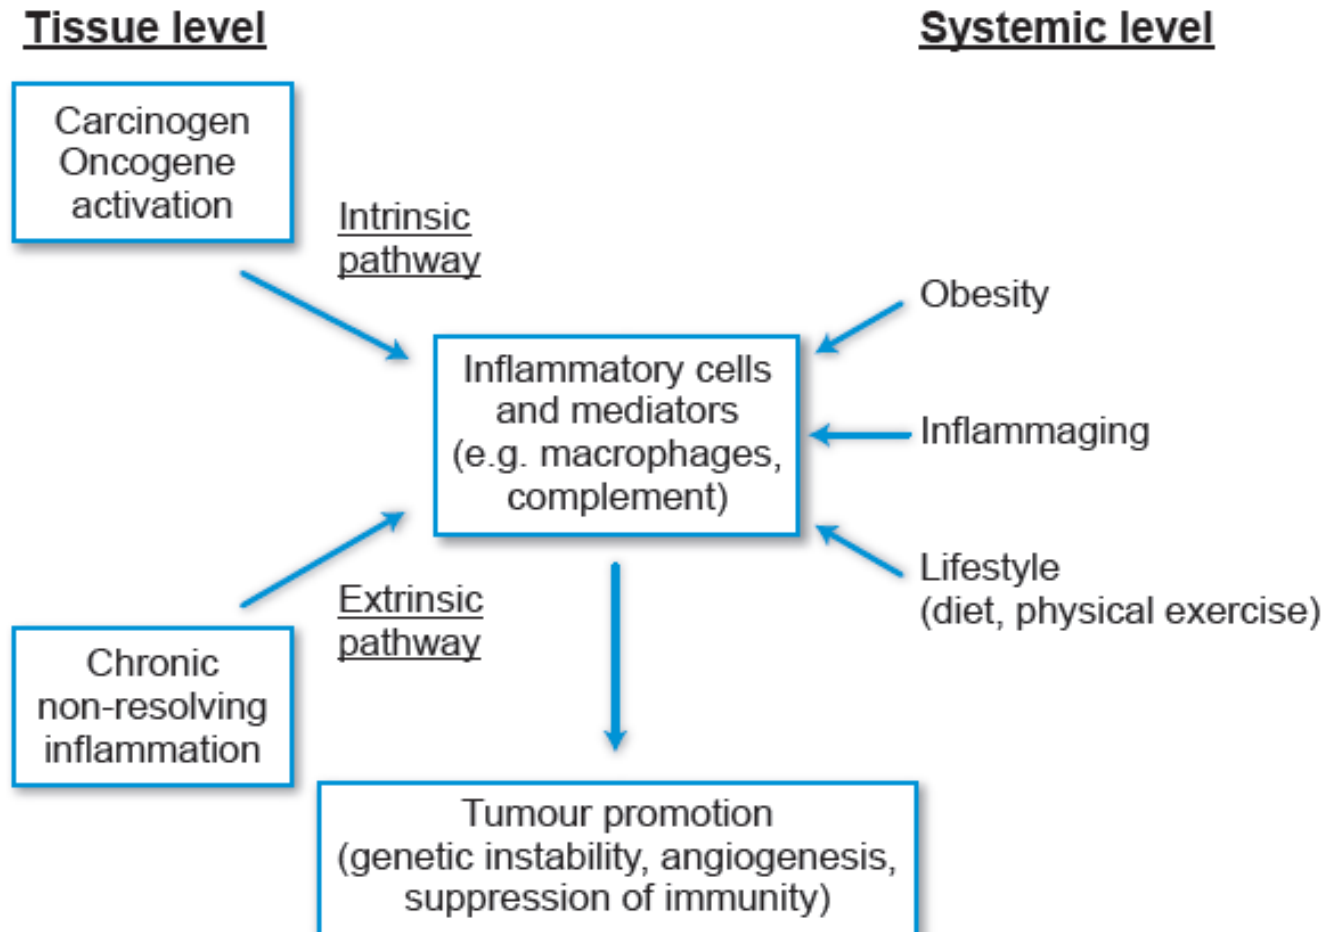 Tissue level
Systemic level
Carcinogen
Oncogene
activation
Intrinsic
pathway
Obesity
Inflammatory cells
and mediators
(e.g. macrophages,
complement)
Inflammaging
Lifestyle
(diet, physical exercise)
Extrinsic
pathway
Chronic
non-resolving
inflammation
Tumour promotion
(genetic instability, angiogenesis,
suppression of immunity)